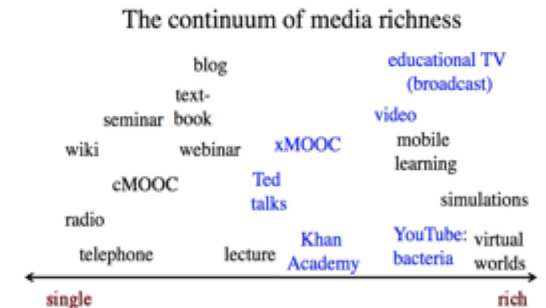 The continuum of media richness
blog
educational TV
(broadcast)
text-
book
seminar
video
wiki
webinar
xMOOC
mobile
learning
cMOOC
Ted
talks
simulations
radio
telephone
lecture
Khan
Academy
YouTube:
bacteria
virtual
worlds
single
rich